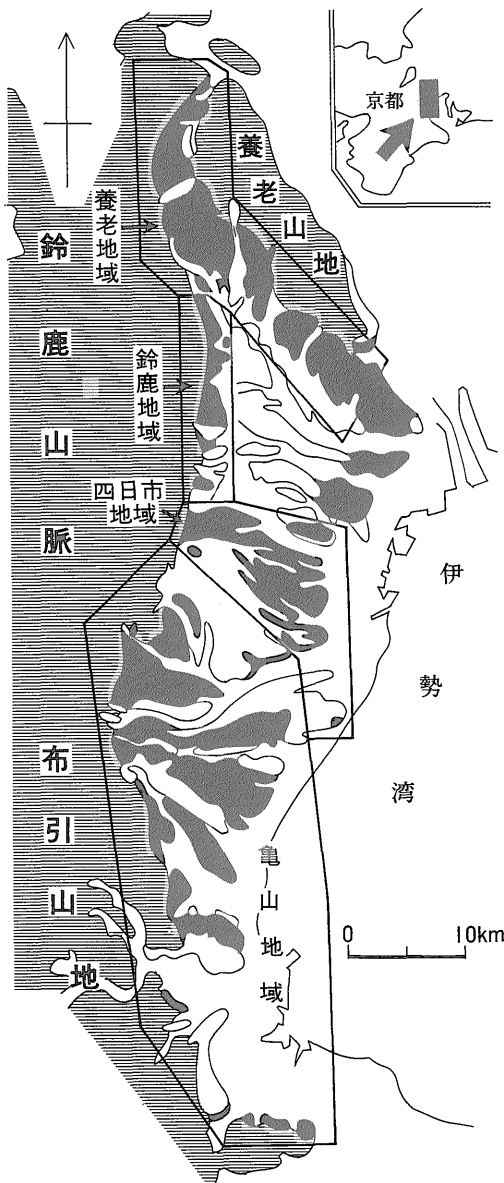 京都
養老山地
養老地域
鈴鹿山脈
鈴鹿地域
四日市
地域
伊勢湾
布引山地
亀山地域
0 10km